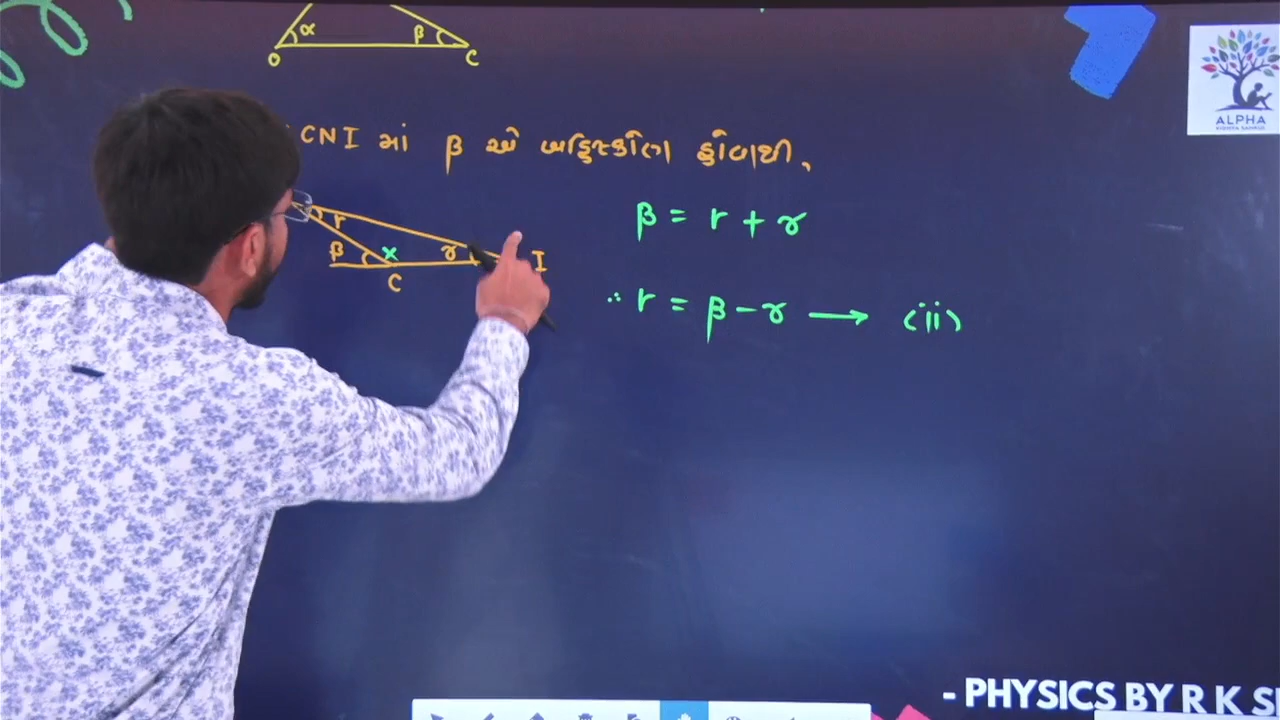 α β
O C
CNI માં β એ બહિષ્કોણ હોવાથી,
r
β x γ I
C
β = r + γ
∴ r = β - γ ⟶ (ii)
ALPHA
- PHYSICS BY R K